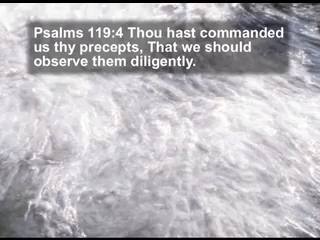 Psalms 119:4 Thou hast commanded
us thy precepts, That we should
observe them diligently.